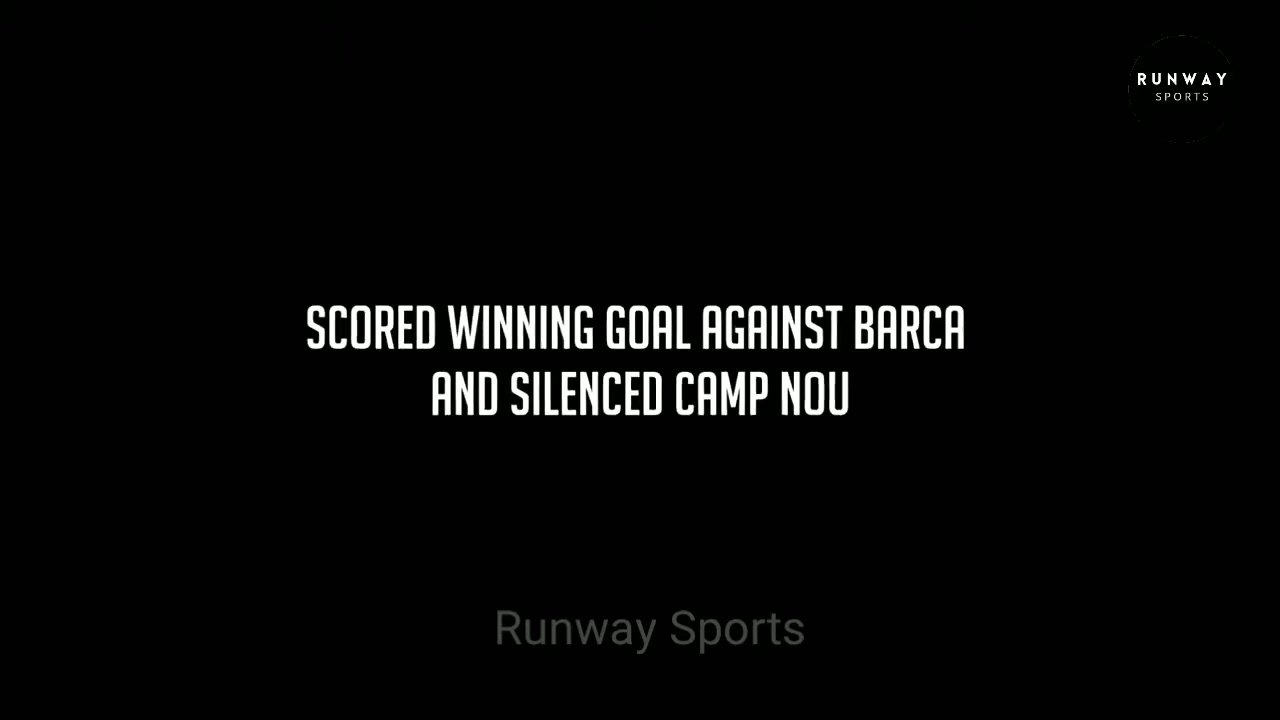 RUNWAY
SPORTS
SCORED WINNING GOAL AGAINST BARCA
AND SILENCED CAMP NOU
Runway Sports